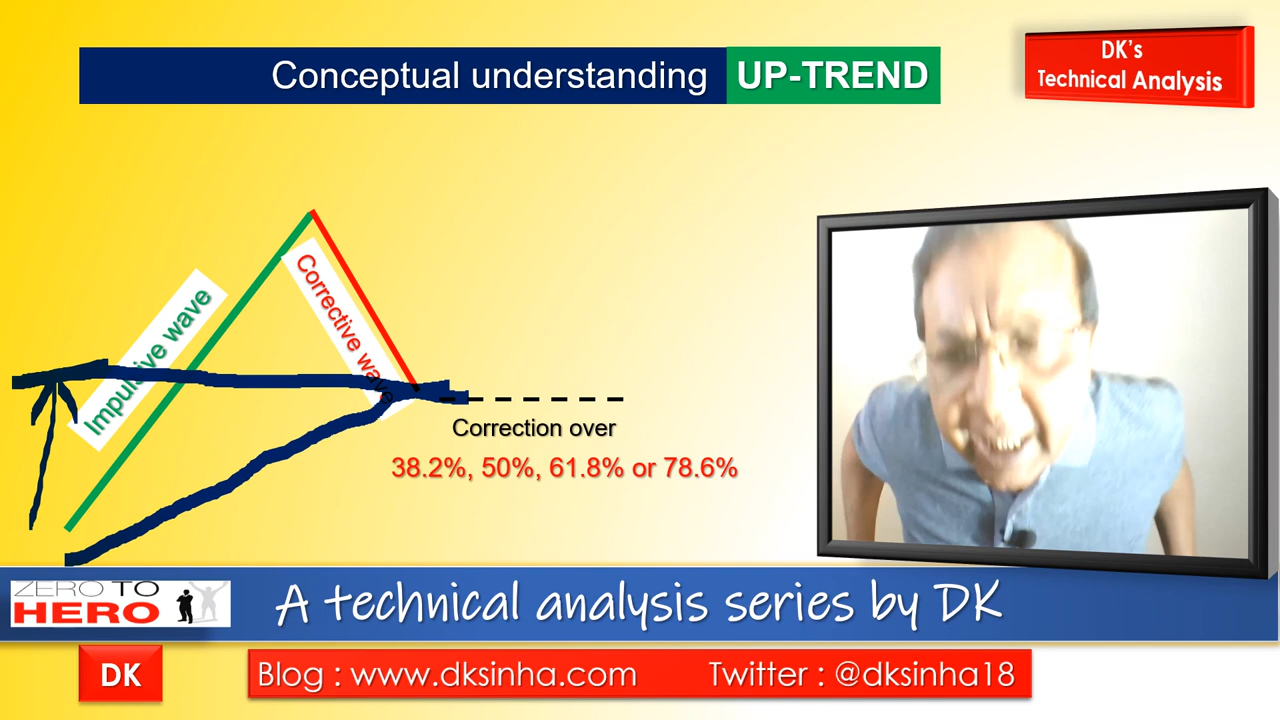 Conceptual understanding UP-TREND
DK's
Technical Analysis
Impulsive wave
Corrective wave
Correction over
38.2%, 50%, 61.8% or 78.6%
ZERO TO
HERO
A technical analysis series by DK
DK
Blog : www.dksinha.com
Twitter : @dksinha18